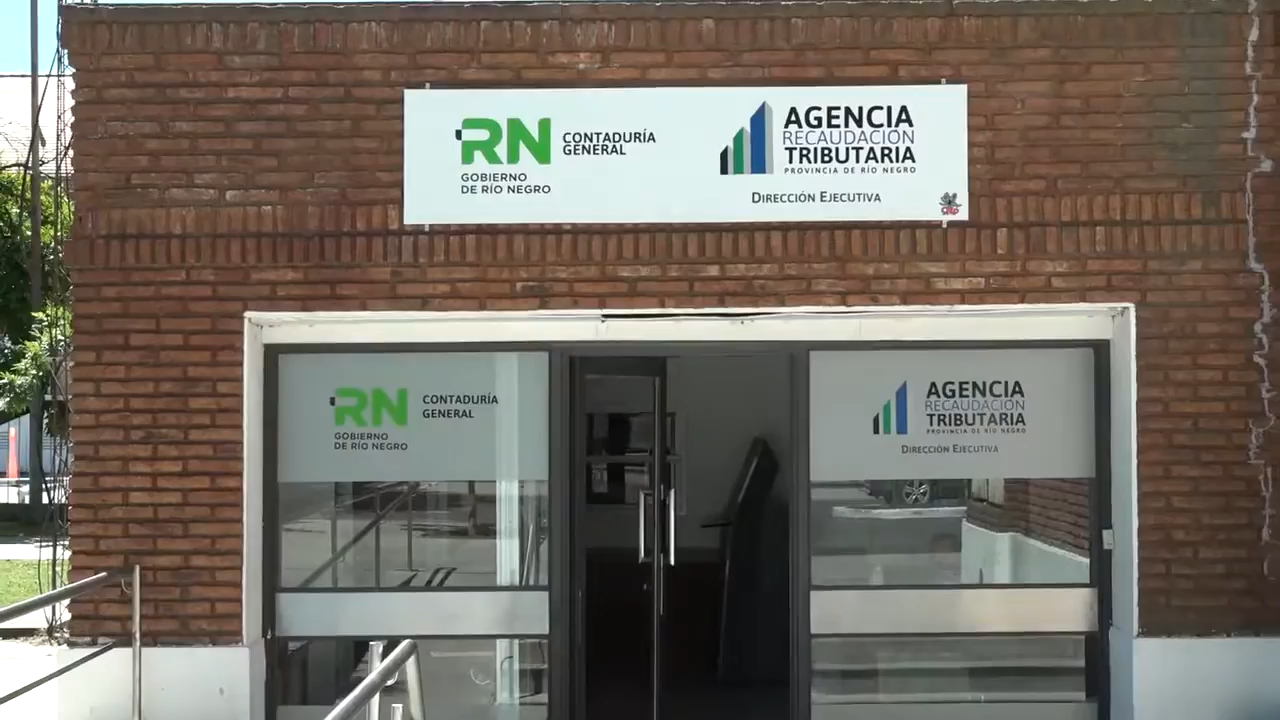 RN CONTADURÍA
GENERAL
GOBIERNO
DE RÍO NEGRO
AGENCIA
RECAUDACIÓN
TRIBUTARIA
PROVINCIA DE RÍO NEGRO
DIRECCIÓN EJECUTIVA
RN CONTADURÍA
GENERAL
GOBIERNO
DE RÍO NEGRO
AGENCIA
RECAUDACIÓN
TRIBUTARIA
PROVINCIA DE RÍO NEGRO
DIRECCIÓN EJECUTIVA